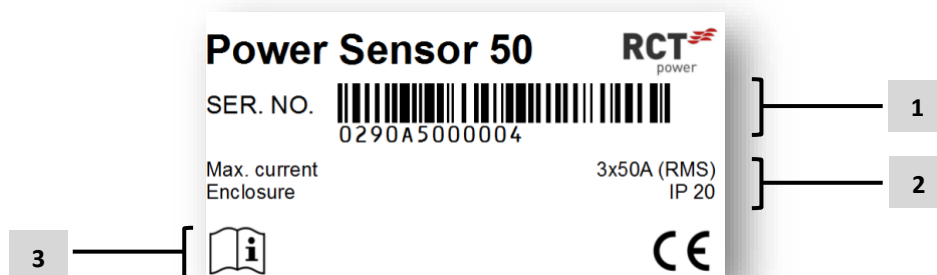 Power Sensor 50
RCT
power
SER. NO.
0290A5000004
1
Max. current 3x50A (RMS)
Enclosure IP 20
2
3
i
CE